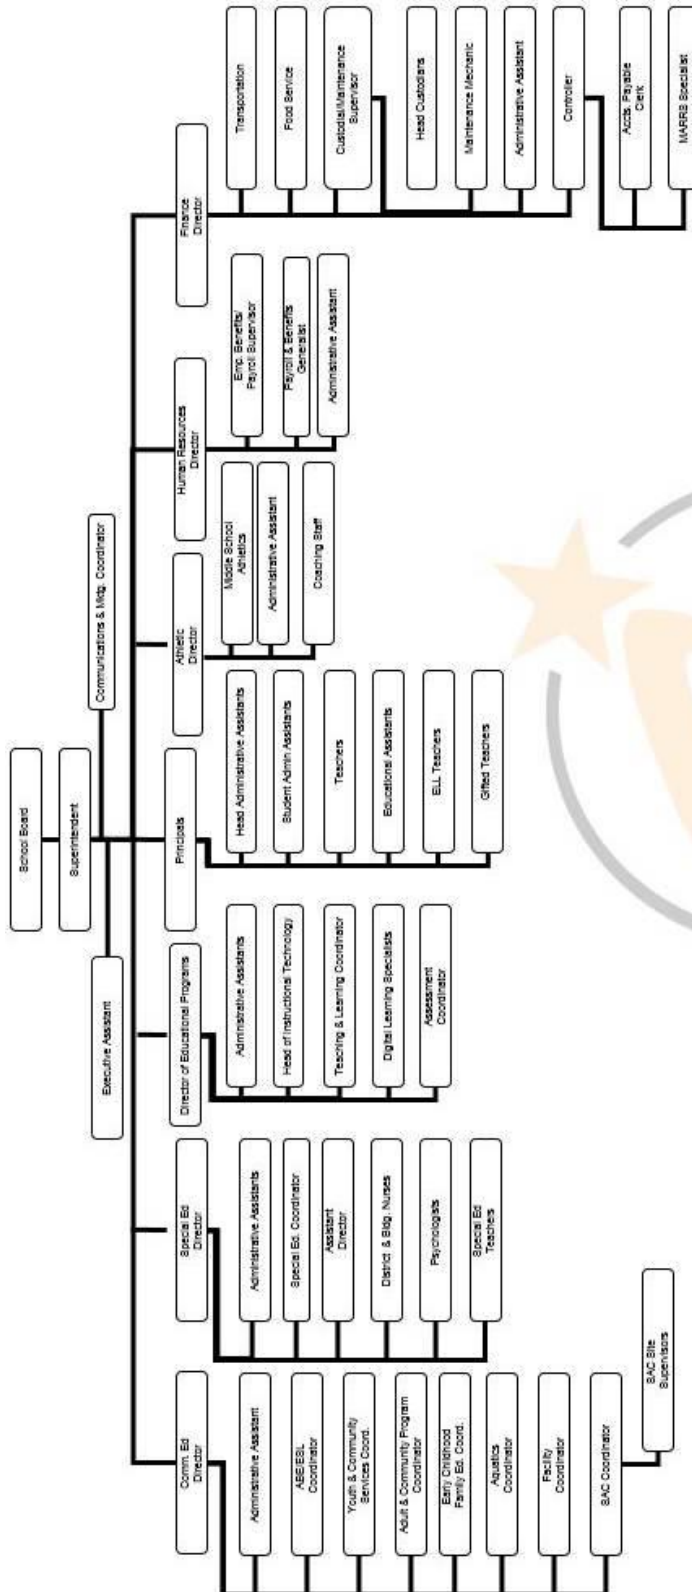 School Board
Superintendent
Executive Assistant
Communications & Mktg. Coordinator
Comm. Ed
Director
Administrative Assistant
ABE/ESL
Coordinator
Youth & Community
Services Coord.
Adult & Community Program
Coordinator
Early Childhood
Family Ed. Coord.
Aquatics
Coordinator
Facility
Coordinator
SAC Coordinator
SAC Site
Supervisors
Special Ed
Director
Administrative Assistants
Special Ed. Coordinator
Assistant
Director
District & Bldg. Nurses
Psychologists
Special Ed
Teachers
Director of Educational Programs
Administrative Assistants
Head of Instructional Technology
Teaching & Learning Coordinator
Digital Learning Specialists
Assessment
Coordinator
Principals
Head Administrative Assistants
Student Admin Assistants
Teachers
Educational Assistants
ELL Teachers
Gifted Teachers
Athletic
Director
Middle School
Athletics
Administrative Assistant
Coaching Staff
Human Resources
Director
Emp. Benefits/
Payroll Supervisor
Payroll & Benefits
Generalist
Administrative Assistant
Finance
Director
Transportation
Food Service
Custodial/Maintenance
Supervisor
Head Custodians
Maintenance Mechanic
Administrative Assistant
Controller
Accts. Payable
Clerk
MARRS Specialist